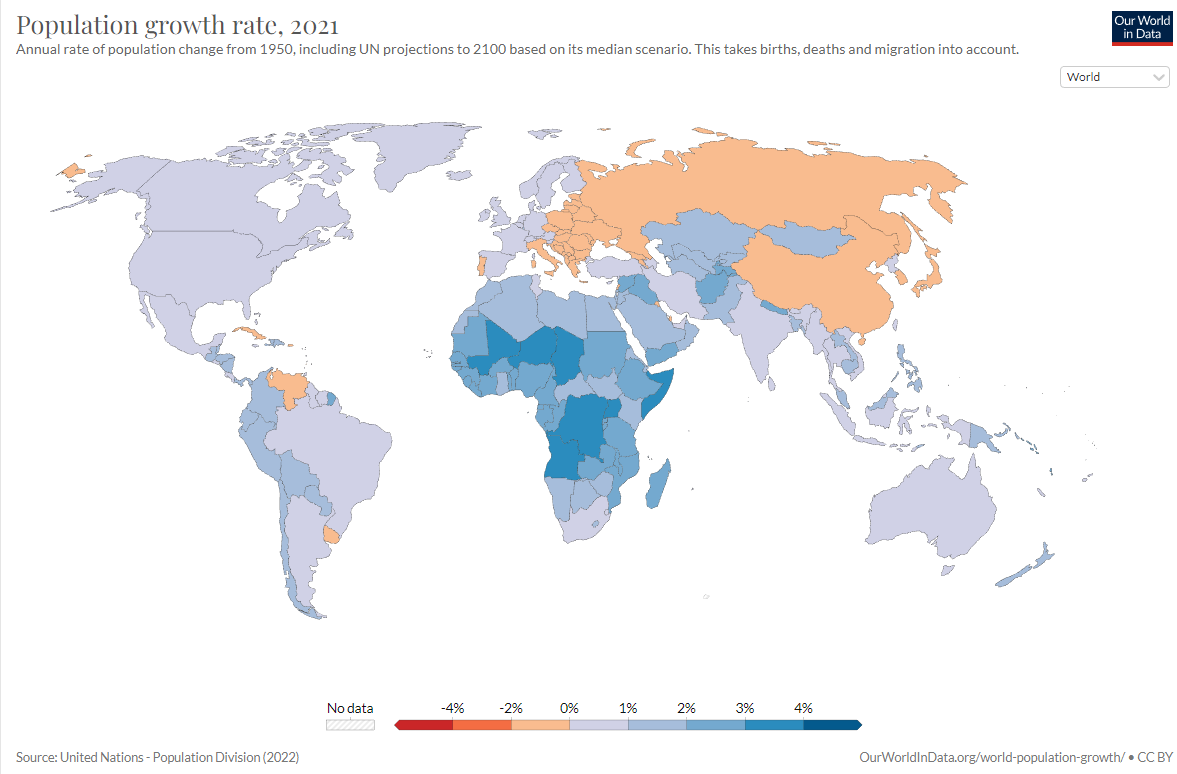 Population growth rate, 2021
Annual rate of population change from 1950, including UN projections to 2100 based on its median scenario. This takes births, deaths and migration into account.
Our World
in Data
World
No data
-4%
-2%
0%
1%
2%
3%
4%
Source: United Nations - Population Division (2022)
OurWorldInData.org/world-population-growth/ • CC BY